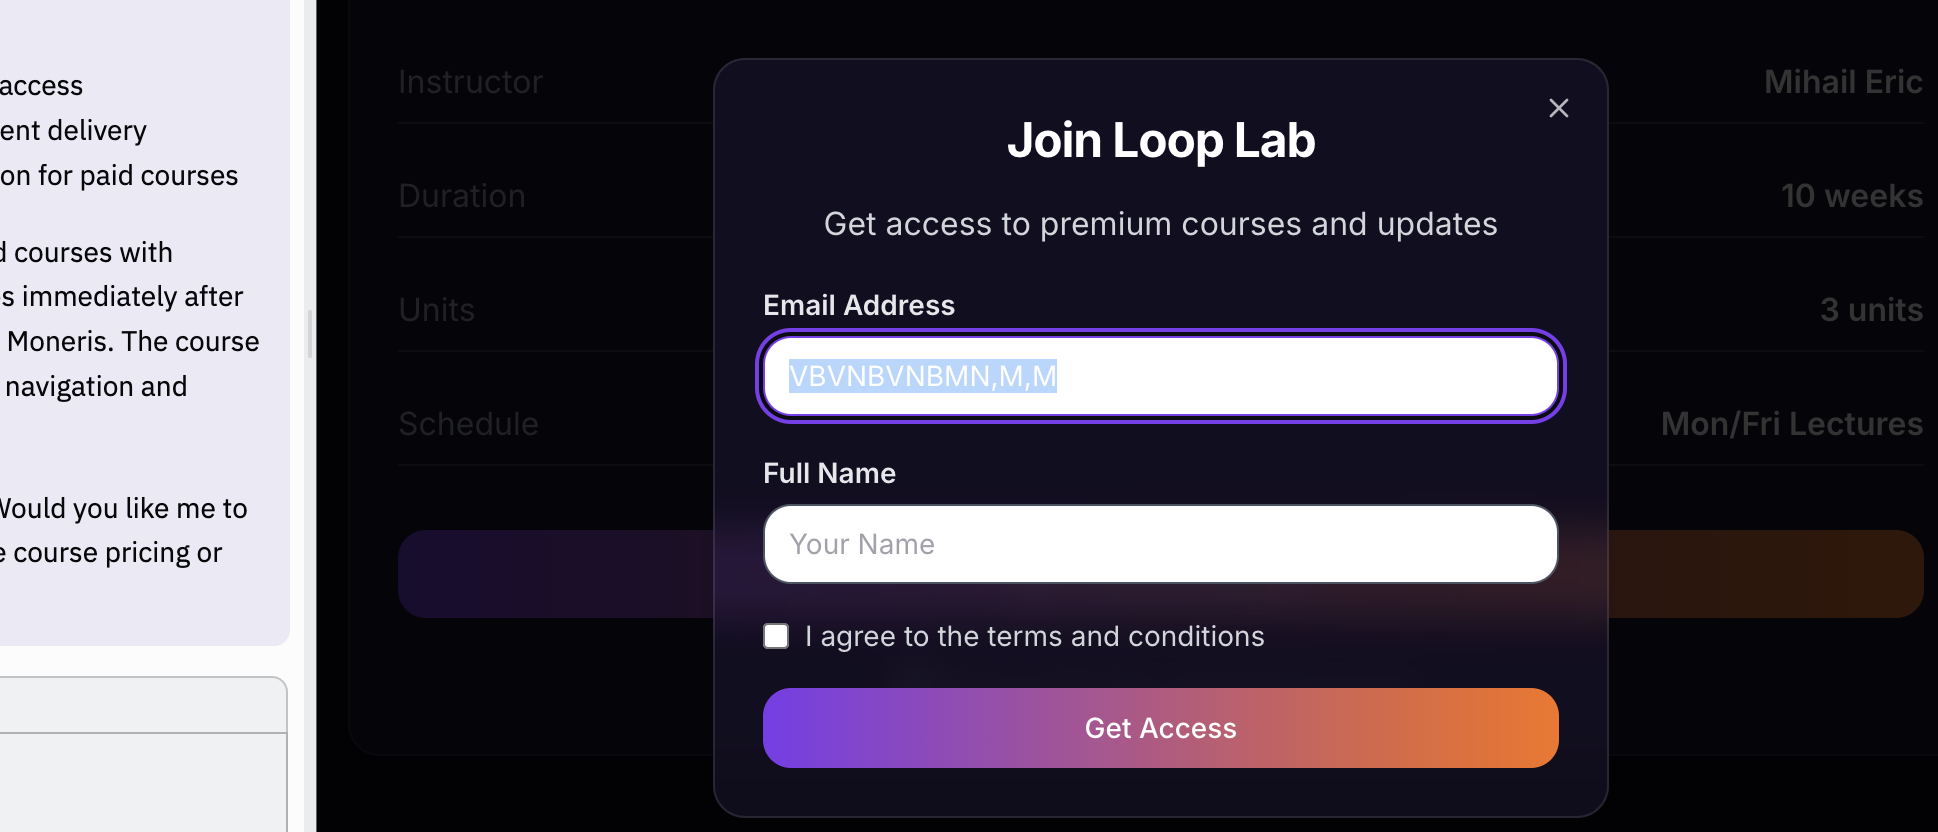 access
ent delivery
on for paid courses
d courses with
s immediately after
Moneris. The course
navigation and
Would you like me to
e course pricing or
Instructor
Mihail Eric
Duration
10 weeks
Units
3 units
Schedule
Mon/Fri Lectures
Join Loop Lab
Get access to premium courses and updates
Email Address
VBVNBVNBMN,M,M
Full Name
Your Name
I agree to the terms and conditions
Get Access